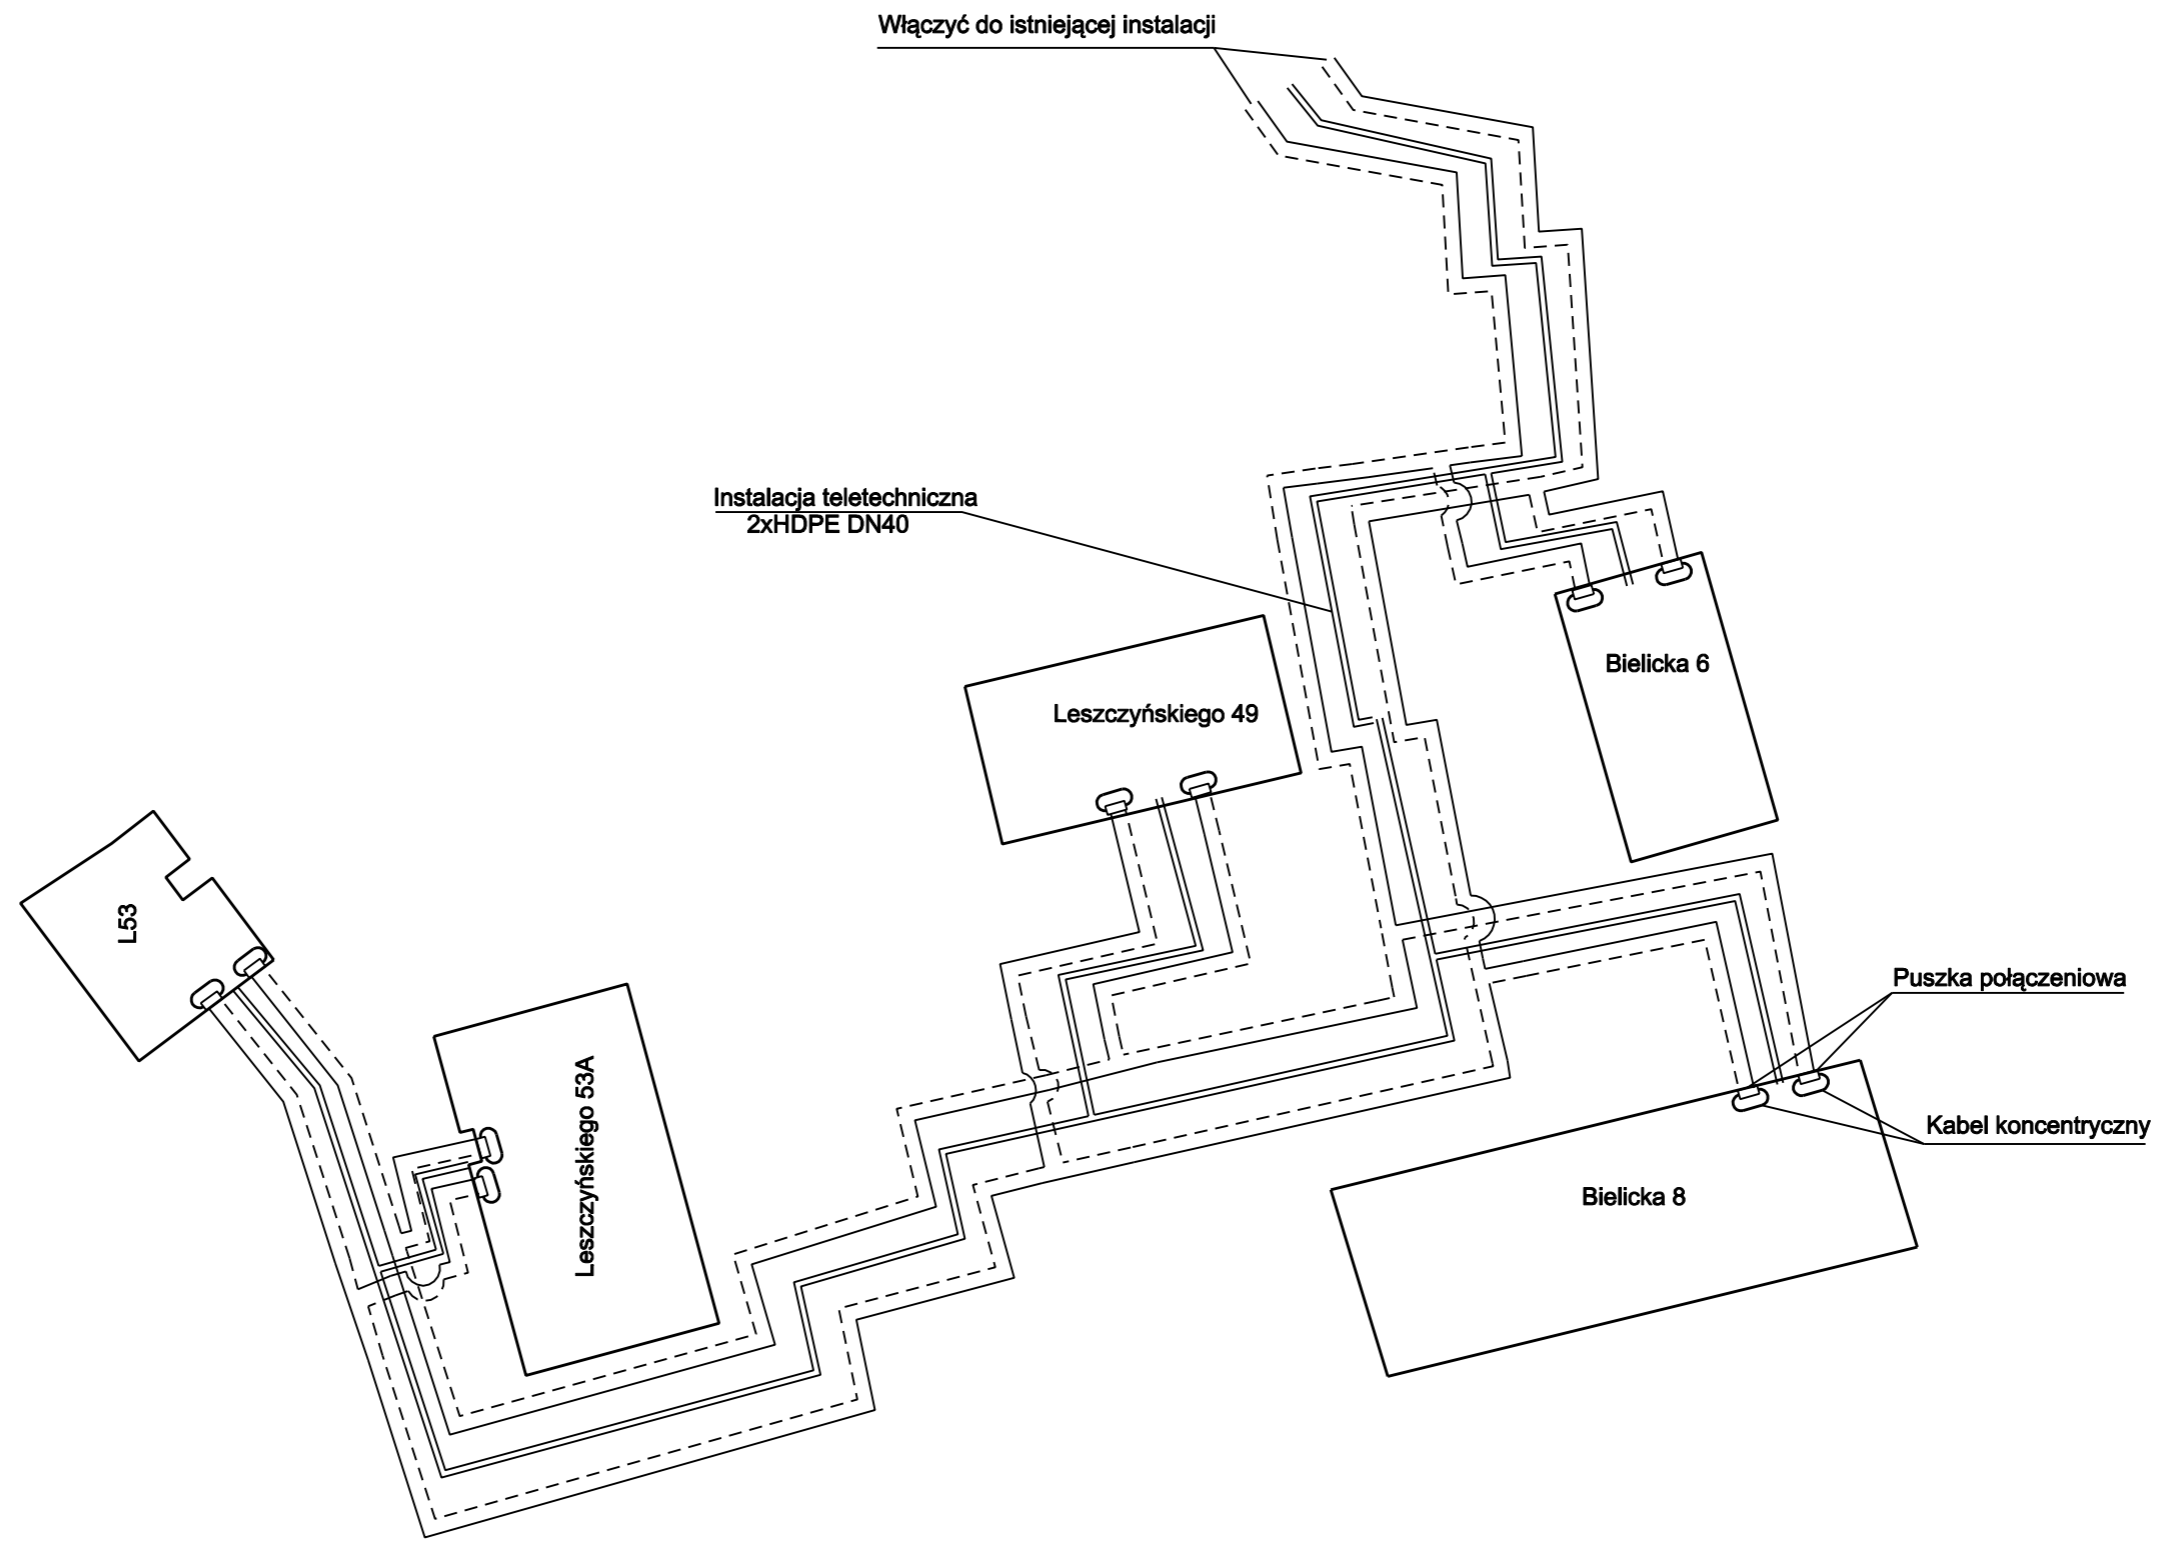 Włączyć do istniejącej instalacji
Instalacja teletechniczna
2xHDPE DN40
Bielicka 6
Leszczyńskiego 49
L53
Puszka połączeniowa
Leszczyńskiego 53A
Kabel koncentryczny
Bielicka 8